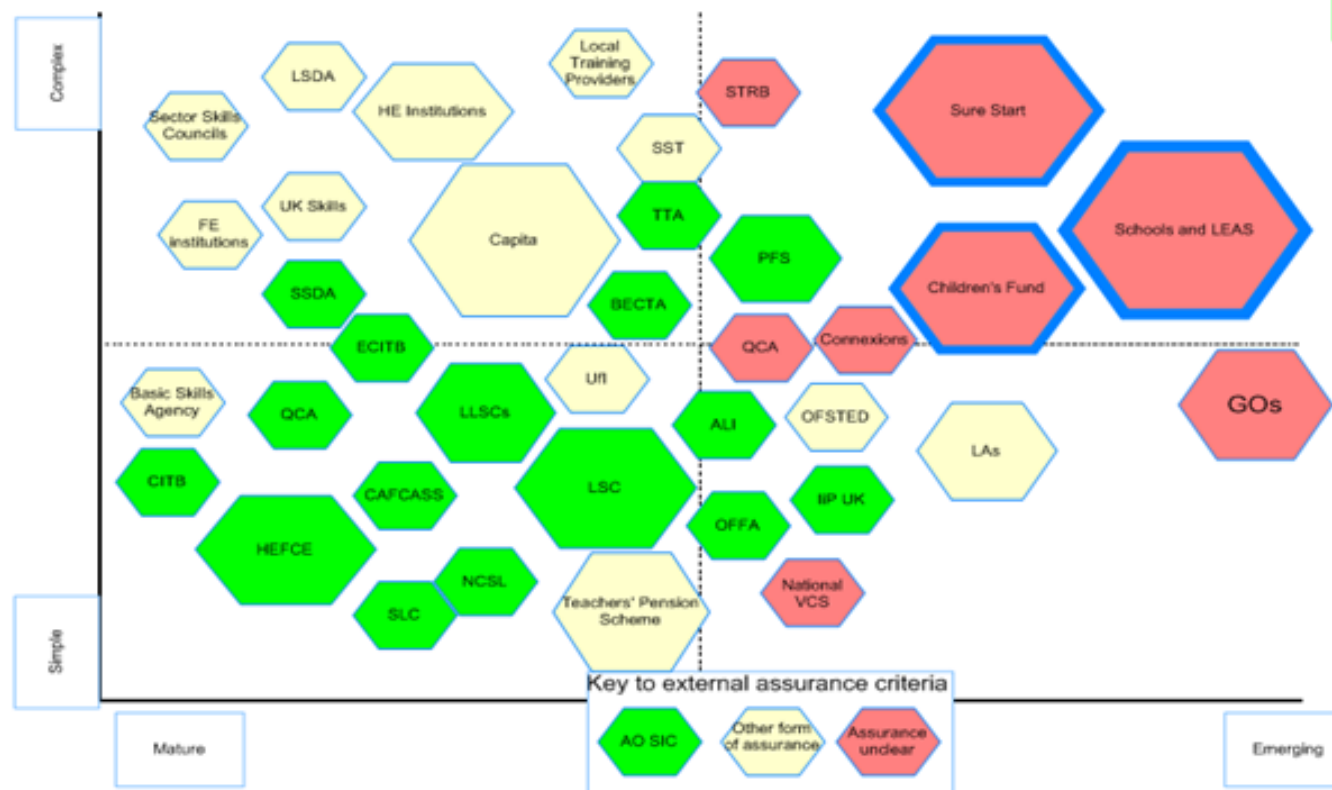 Complex
LSDA
HE Institutions
Local
Training
Providers
STRB
Sure Start
Sector Skills
Councils
SST
UK Skills
TTA
FE
institutions
Capita
PFS
Schools and LEAS
SSDA
BECTA
Children's Fund
ECITB
QCA
Connexions
Ufl
Basic Skills
Agency
QCA
LLSCs
ALI
OFSTED
GOs
LAs
CITB
CAFCASS
LSC
IiP UK
OFFA
HEFCE
NCSL
National
VCS
SLC
Teachers' Pension
Scheme
Simple
Key to external assurance criteria
AO SIC
Other form
of assurance
Assurance
unclear
Mature
Emerging